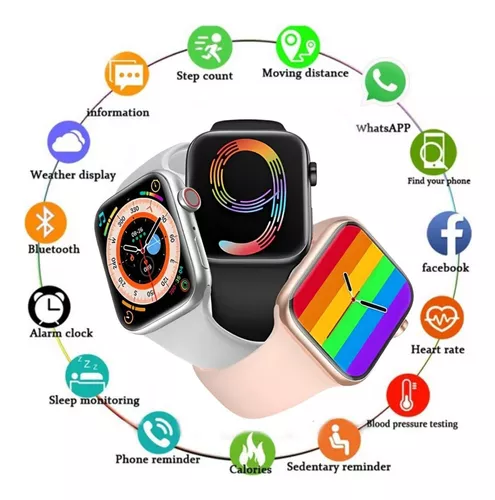 Step count
Moving distance
information
WhatsAPP
Weather display
Find your phone
Bluetooth
facebook
Alarm clock
Heart rate
Sleep monitoring
Blood pressure testing
Phone reminder
Calories
Sedentary reminder
9